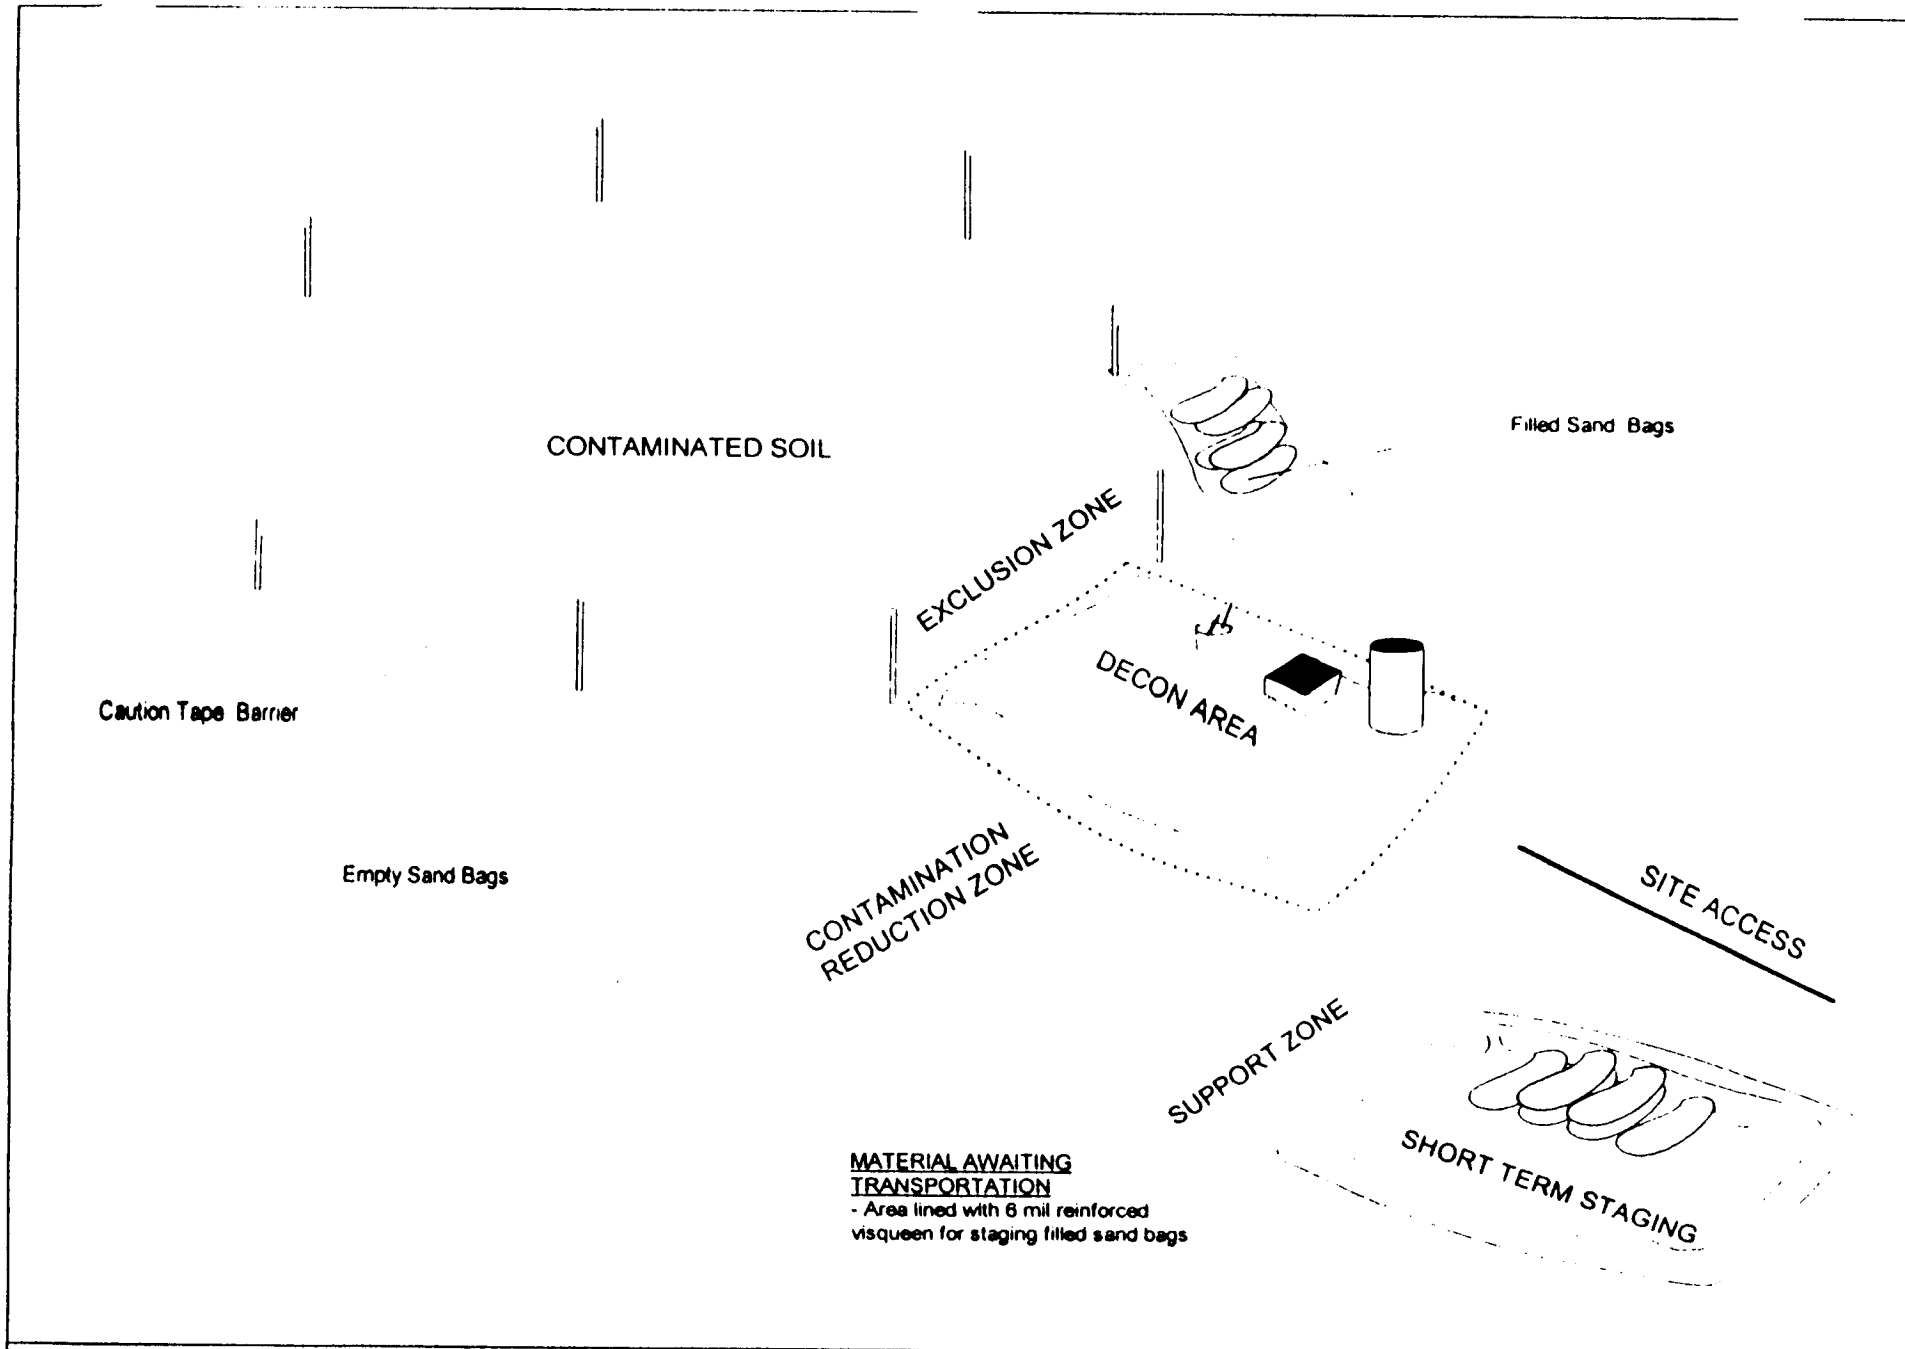 CONTAMINATED SOIL
Filled Sand Bags
EXCLUSION ZONE
DECON AREA
Caution Tape Barrier
Empty Sand Bags
CONTAMINATION
REDUCTION ZONE
SITE ACCESS
SUPPORT ZONE
SHORT TERM STAGING
MATERIAL AWAITING
TRANSPORTATION
- Area lined with 6 mil reinforced
visqueen for staging filled sand bags